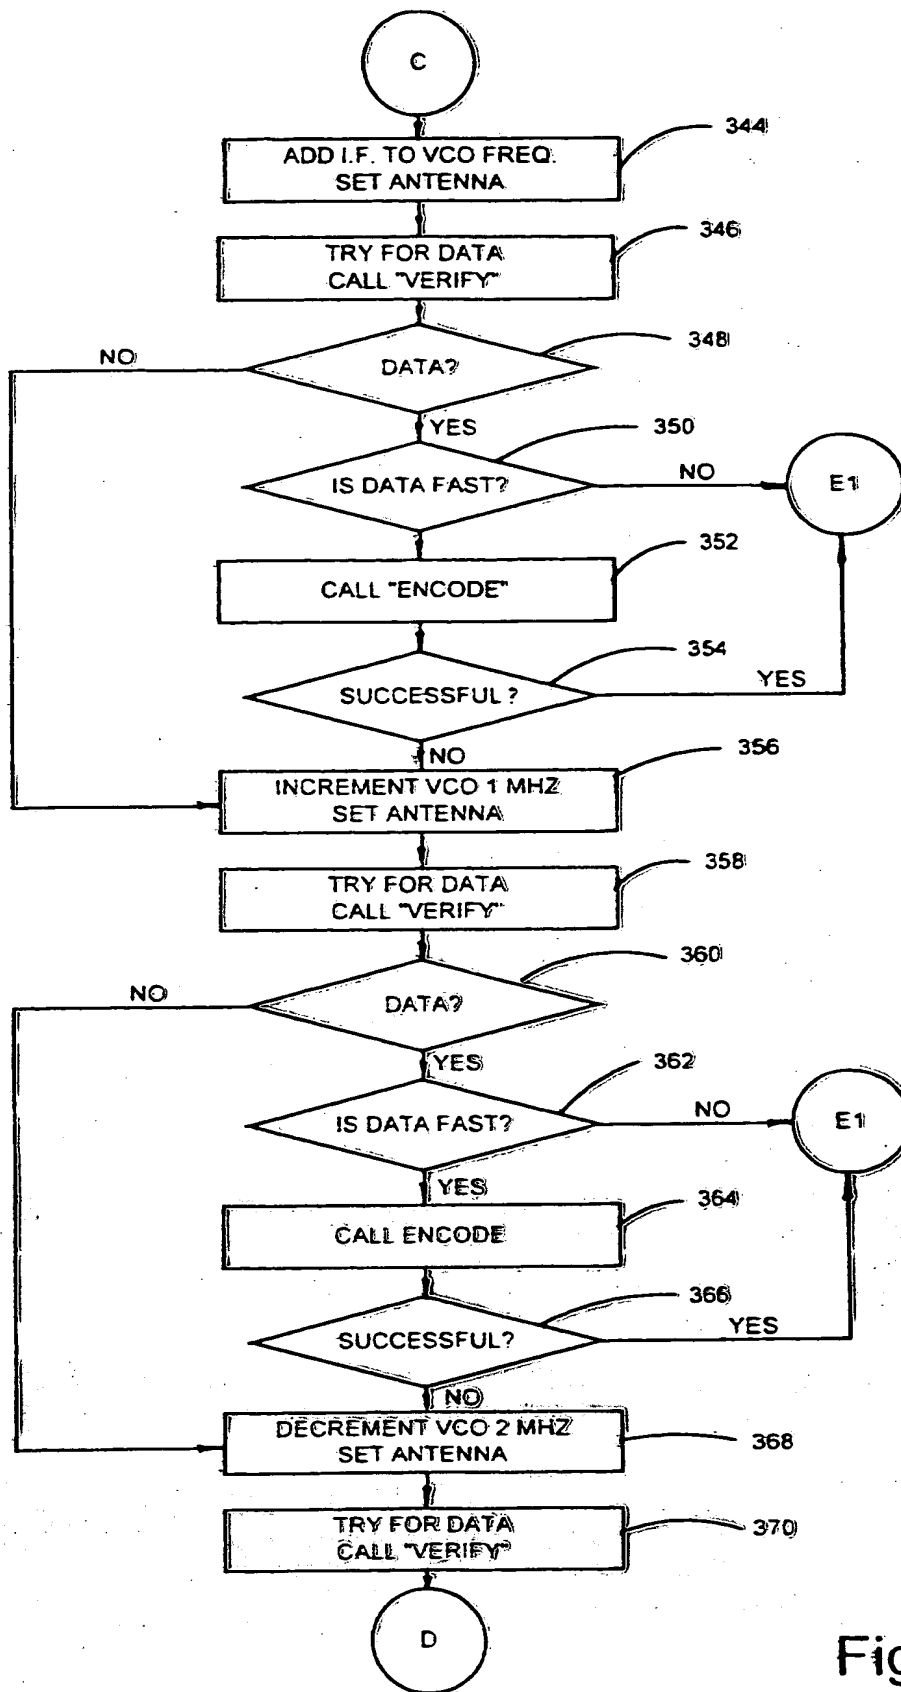 C
344
ADD I.F. TO VCO FREQ.
SET ANTENNA
346
TRY FOR DATA
CALL "VERIFY"
348
NO
DATA?
YES
350
IS DATA FAST?
NO
E1
352
CALL "ENCODE"
354
SUCCESSFUL?
YES
NO
356
INCREMENT VCO 1 MHZ
SET ANTENNA
358
TRY FOR DATA
CALL "VERIFY"
360
NO
DATA?
YES
362
IS DATA FAST?
NO
E1
YES
364
CALL ENCODE
366
SUCCESSFUL?
YES
NO
DECREMENT VCO 2 MHZ
SET ANTENNA
368
TRY FOR DATA
CALL "VERIFY"
370
D
Fig